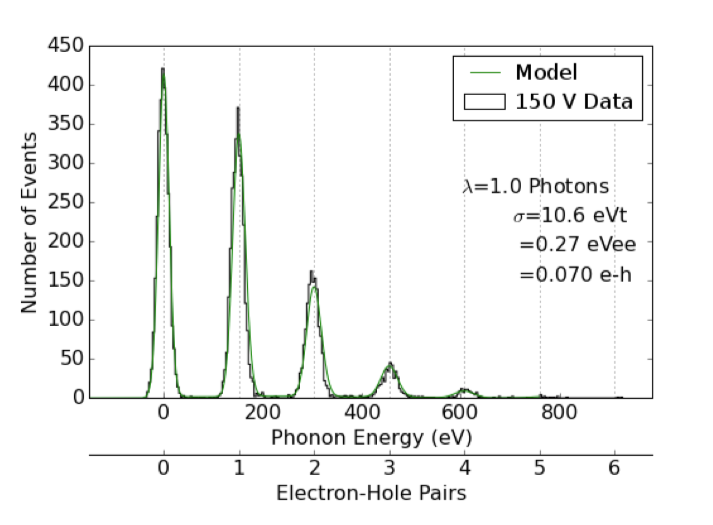 450
400
350
300
250
200
150
100
50
0
Number of Events
Model
150 V Data
λ=1.0 Photons
σ=10.6 eVt
=0.27 eVee
=0.070 e-h
0 200 400 600 800
Phonon Energy (eV)
0 1 2 3 4 5 6
Electron-Hole Pairs